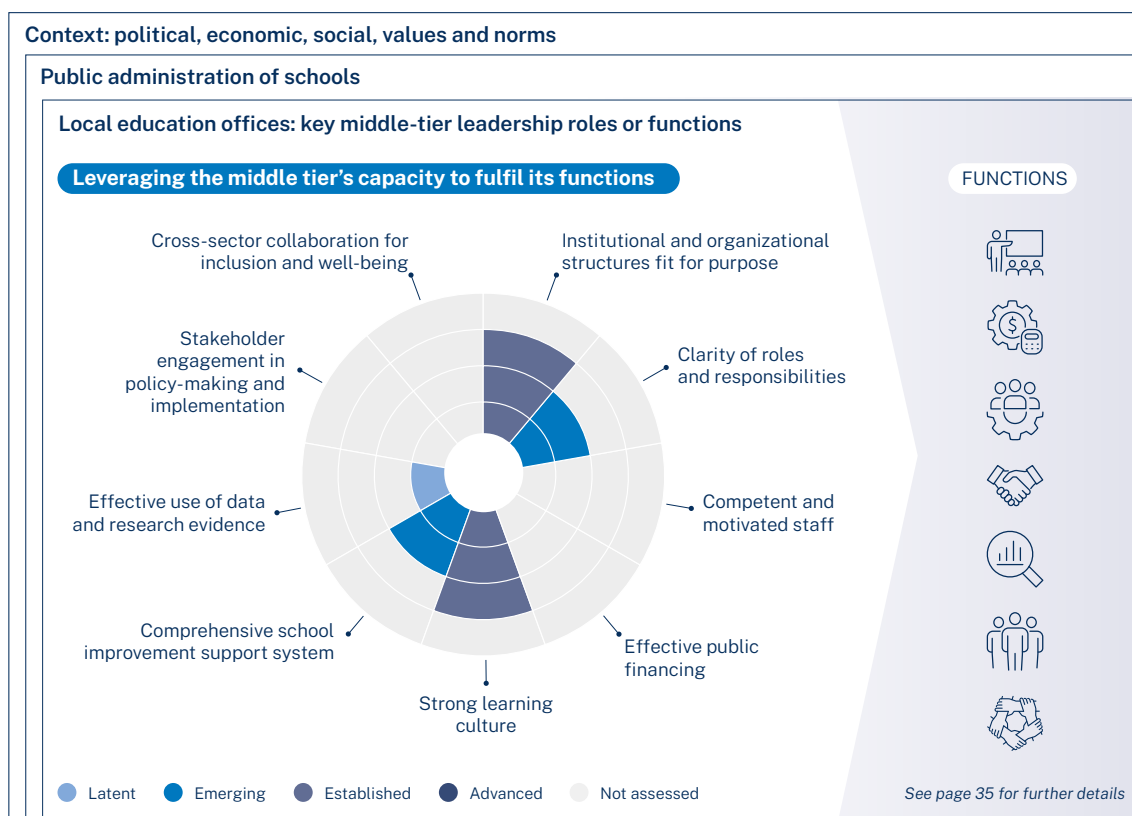 Context: political, economic, social, values and norms
Public administration of schools
Local education offices: key middle-tier leadership roles or functions
Leveraging the middle tier's capacity to fulfil its functions
FUNCTIONS
Cross-sector collaboration for
inclusion and well-being
Institutional and organizational
structures fit for purpose
Stakeholder
engagement in
policy-making and
implementation
Clarity of roles
and responsibilities
$
Effective use of data
and research evidence
Competent and
motivated staff
Comprehensive school
improvement support system
Effective public
financing
Strong learning
culture
Latent
Emerging
Established
Advanced
Not assessed
See page 35 for further details